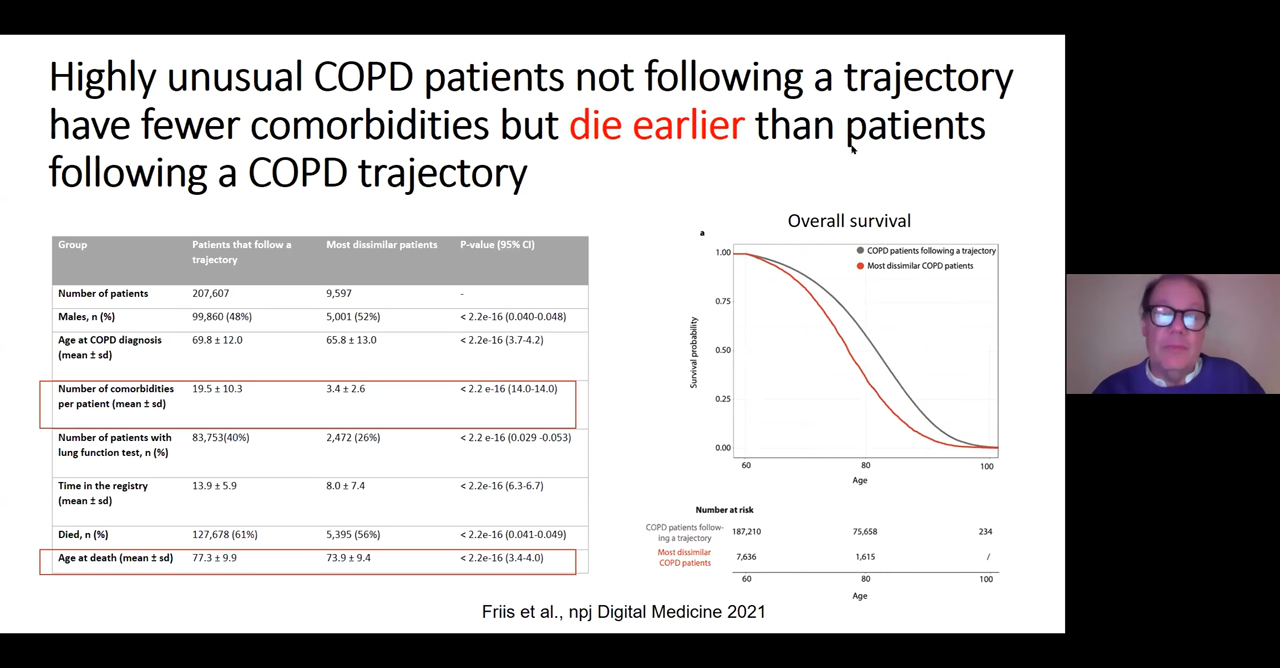 Highly unusual COPD patients not following a trajectory
have fewer comorbidities but die earlier than patients
following a COPD trajectory
Group Patients that follow a Most dissimilar patients P-value (95% CI)
trajectory
Number of patients 207,607 9,597 -
Males, n (%) 99,860 (48%) 5,001 (52%) < 2.2e-16 (0.040-0.048)
Age at COPD diagnosis 69.8 ± 12.0 65.8 ± 13.0 < 2.2e-16 (3.7-4.2)
(mean ± sd)
Number of comorbidities 19.5 ± 10.3 3.4 ± 2.6 < 2.2 e-16 (14.0-14.0)
per patient (mean ± sd)
Number of patients with 83,753(40%) 2,472 (26%) < 2.2 e-16 (0.029 -0.053)
lung function test, n (%)
Time in the registry 13.9 ± 5.9 8.0 ± 7.4 < 2.2e-16 (6.3-6.7)
(mean ± sd)
Died, n (%) 127,678 (61%) 5,395 (56%) < 2.2e-16 (0.041-0.049)
Age at death (mean ± sd) 77.3 ± 9.9 73.9 ± 9.4 < 2.2e-16 (3.4-4.0)
Overall survival
a
COPD patients following a trajectory
Most dissimilar COPD patients
1.00
0.75
0.50
0.25
0.00
Survival probability
60 80 100
Age
Number at risk
COPD patients follow-
ing a trajectory 187,210 75,658 234
Most dissimilar
COPD patients 7,636 1,615 /
60 80 100
Age
Friis et al., npj Digital Medicine 2021